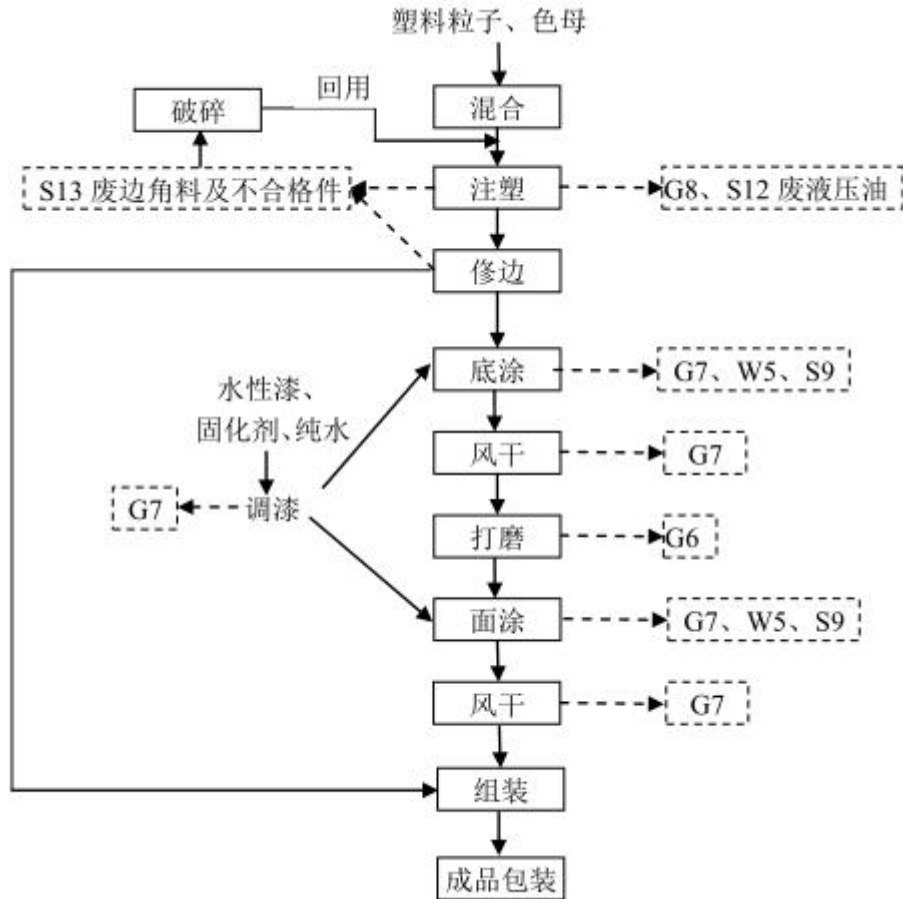 塑料粒子、色母
回用
破碎
混合
S13 废边角料及不合格件
注塑
G8、S12 废液压油
修边
底涂
G7、W5、S9
水性漆、
固化剂、纯水
风干
G7
G7
调漆
打磨
G6
面涂
G7、W5、S9
风干
G7
组装
成品包装